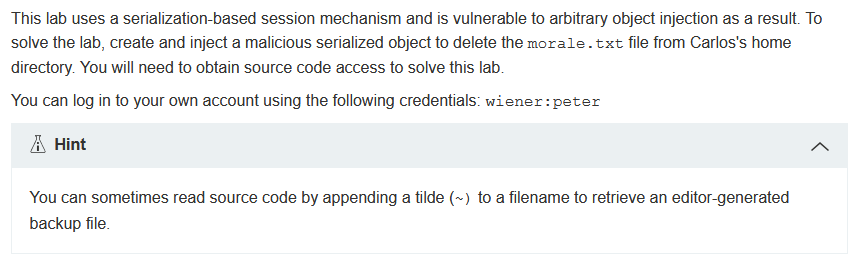 This lab uses a serialization-based session mechanism and is vulnerable to arbitrary object injection as a result. To
solve the lab, create and inject a malicious serialized object to delete the morale.txt file from Carlos's home
directory. You will need to obtain source code access to solve this lab.
You can log in to your own account using the following credentials: wiener:peter
Hint
You can sometimes read source code by appending a tilde (~) to a filename to retrieve an editor-generated
backup file.